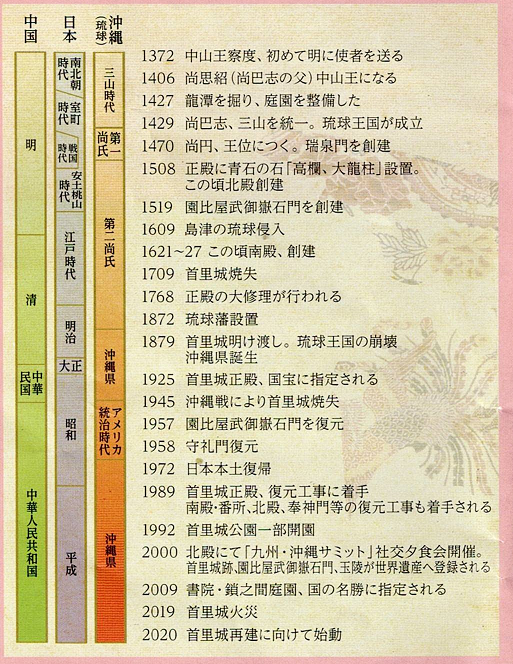 中国
日本
沖縄
(琉球)
明
清
中華
民国
中華人民共和国
南北朝
時代
室町
時代
戦国
時代
安土桃山
時代
江戸時代
明治
大正
昭和
平成
三山時代
第一
尚氏
第二尚氏
沖縄県
アメリカ
統治時代
沖縄県
1372 中山王察度、初めて明に使者を送る
1406 尚思紹(尚巴志の父)中山王になる
1427 龍潭を掘り、庭園を整備した
1429 尚巴志、三山を統一。琉球王国が成立
1470 尚円、王位につく。瑞泉門を創建
1508 正殿に青石の石「高欄、大龍柱」設置。
この頃北殿創建
1519 園比屋武御嶽石門を創建
1609 島津の琉球侵入
1621~27 この頃南殿、創建
1709 首里城焼失
1768 正殿の大修理が行われる
1872 琉球藩設置
1879 首里城明け渡し。琉球王国の崩壊
沖縄県誕生
1925 首里城正殿、国宝に指定される
1945 沖縄戦により首里城焼失
1957 園比屋武御嶽石門を復元
1958 守礼門復元
1972 日本本土復帰
1989 首里城正殿、復元工事に着手
南殿・番所、北殿、奉神門等の復元工事も着手される
1992 首里城公園一部開園
2000 北殿にて「九州・沖縄サミット」社交夕食会開催。
首里城跡、園比屋武御嶽石門、玉陵が世界遺産へ登録される
2009 書院・鎖之間庭園、国の名勝に指定される
2019 首里城火災
2020 首里城再建に向けて始動